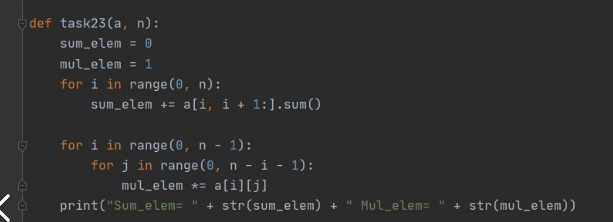 def task23(a, n):
    sum_elem = 0
    mul_elem = 1
    for i in range(0, n):
        sum_elem += a[i, i + 1:].sum()
    for i in range(0, n - 1):
        for j in range(0, n - i - 1):
            mul_elem *= a[i][j]
    print("Sum_elem= " + str(sum_elem) + " Mul_elem= " + str(mul_elem))